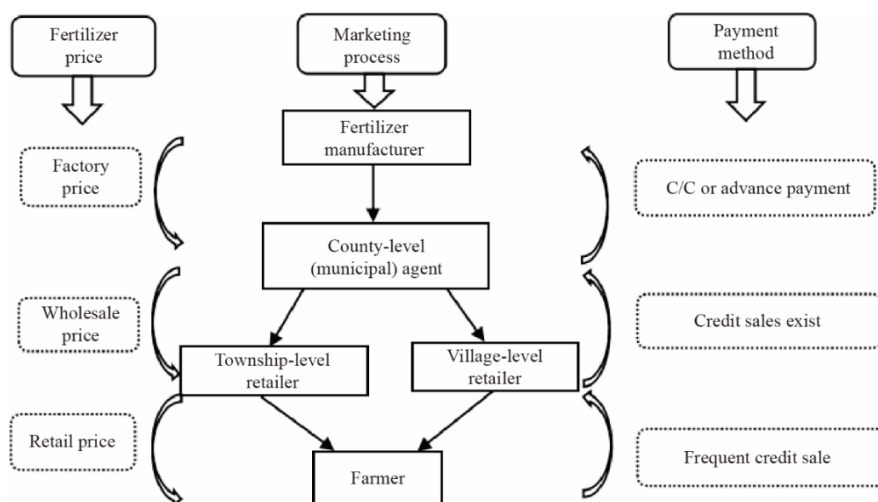 Fertilizer
price
Marketing
process
Payment
method
Fertilizer
manufacturer
Factory
price
C/C or advance payment
County-level
(municipal) agent
Wholesale
price
Credit sales exist
Township-level
retailer
Village-level
retailer
Retail price
Farmer
Frequent credit sale